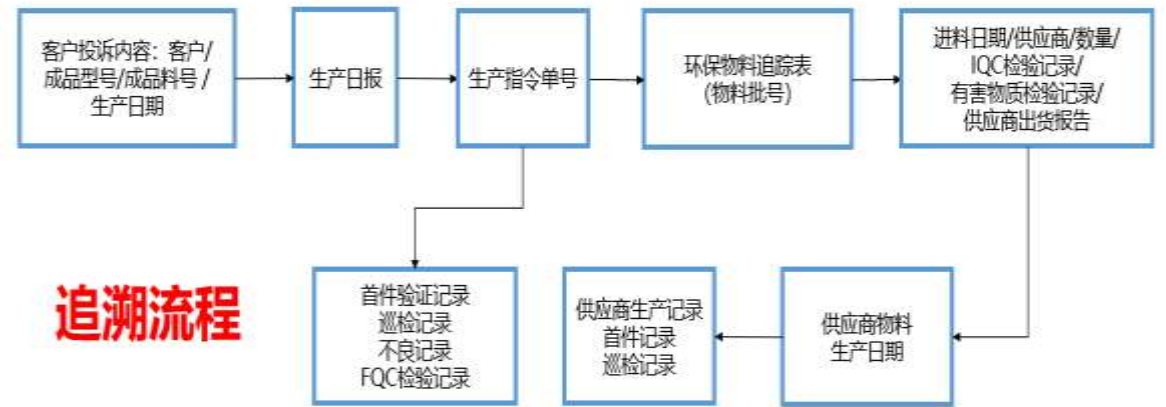 客户投诉内容：客户/
成品型号/成品料号 /
生产日期
生产日报
生产指令单号
环保物料追踪表
(物料批号)
进料日期/供应商/数量/
IQC检验记录/
有害物质检验记录/
供应商出货报告
追溯流程
首件验证记录
巡检记录
不良记录
FQC检验记录
供应商生产记录
首件记录
巡检记录
供应商物料
生产日期